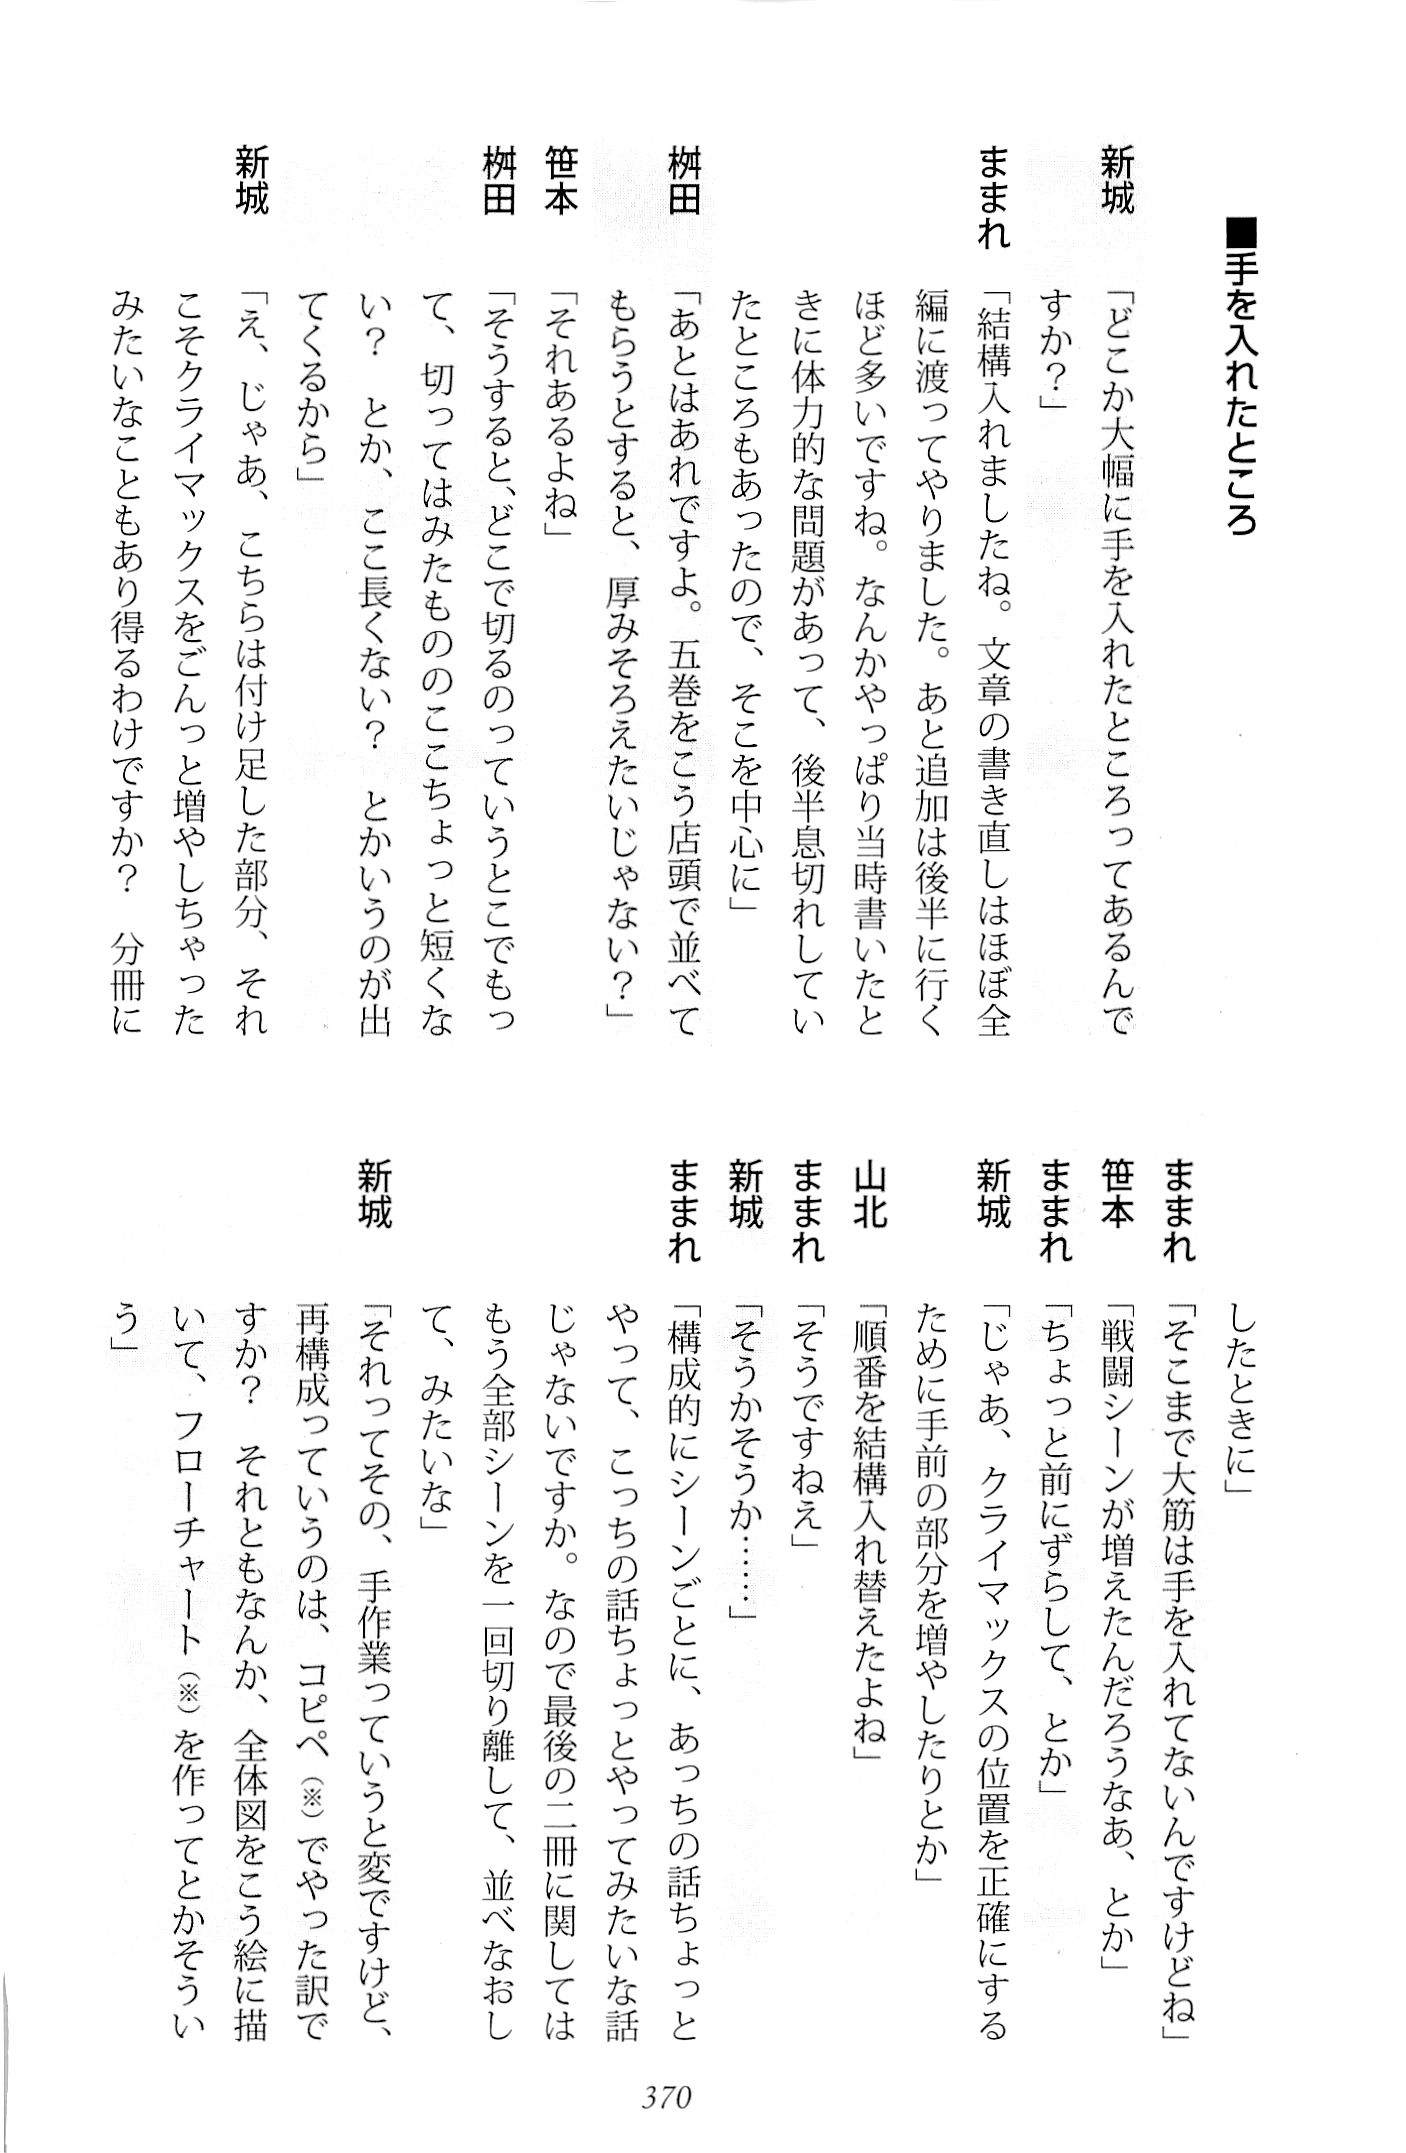 ■手を入れたところ
新城　「どこか大幅に手を入れたところってあるんで
すか？」
ままれ　「結構入れましたね。文章の書き直しはほぼ全
編に渡ってやりました。あと追加は後半に行く
ほど多いですね。なんかやっぱり当時書いたと
きに体力的な問題があって、後半息切れしてい
たところもあったので、そこを中心に」
桝田　「あとはあれですよ。五巻をこう店頭で並べて
もらうとすると、厚みそろえたいじゃない？」
笹本　「それあるよね」
桝田　「そうすると、どこで切るのっていうとこでもっ
て、切ってはみたもののここちょっと短くな
い？　とか、ここ長くない？　とかいうのが出
てくるから」
新城　「え、じゃあ、こちらは付け足した部分、それ
こそクライマックスをごんっと増やしちゃった
みたいなこともあり得るわけですか？　分冊に
したときに」
ままれ　「そこまで大筋は手を入れてないんですけどね」
笹本　「戦闘シーンが増えたんだろうなあ、とか」
ままれ　「ちょっと前にずらして、とか」
新城　「じゃあ、クライマックスの位置を正確にする
ために手前の部分を増やしたりとか」
山北　「順番を結構入れ替えたよね」
ままれ　「そうですねえ」
新城　「そうかそうか……」
ままれ　「構成的にシーンごとに、あっちの話ちょっと
やって、こっちの話ちょっとやってみたいな話
じゃないですか。なので最後の二冊に関しては
もう全部シーンを一回切り離して、並べなおし
て、みたいな」
新城　「それってその、手作業っていうと変ですけど、
再構成っていうのは、コピペ（※）でやった訳で
すか？　それともなんか、全体図をこう絵に描
いて、フローチャート（※）を作ってとかそうい
う」
370